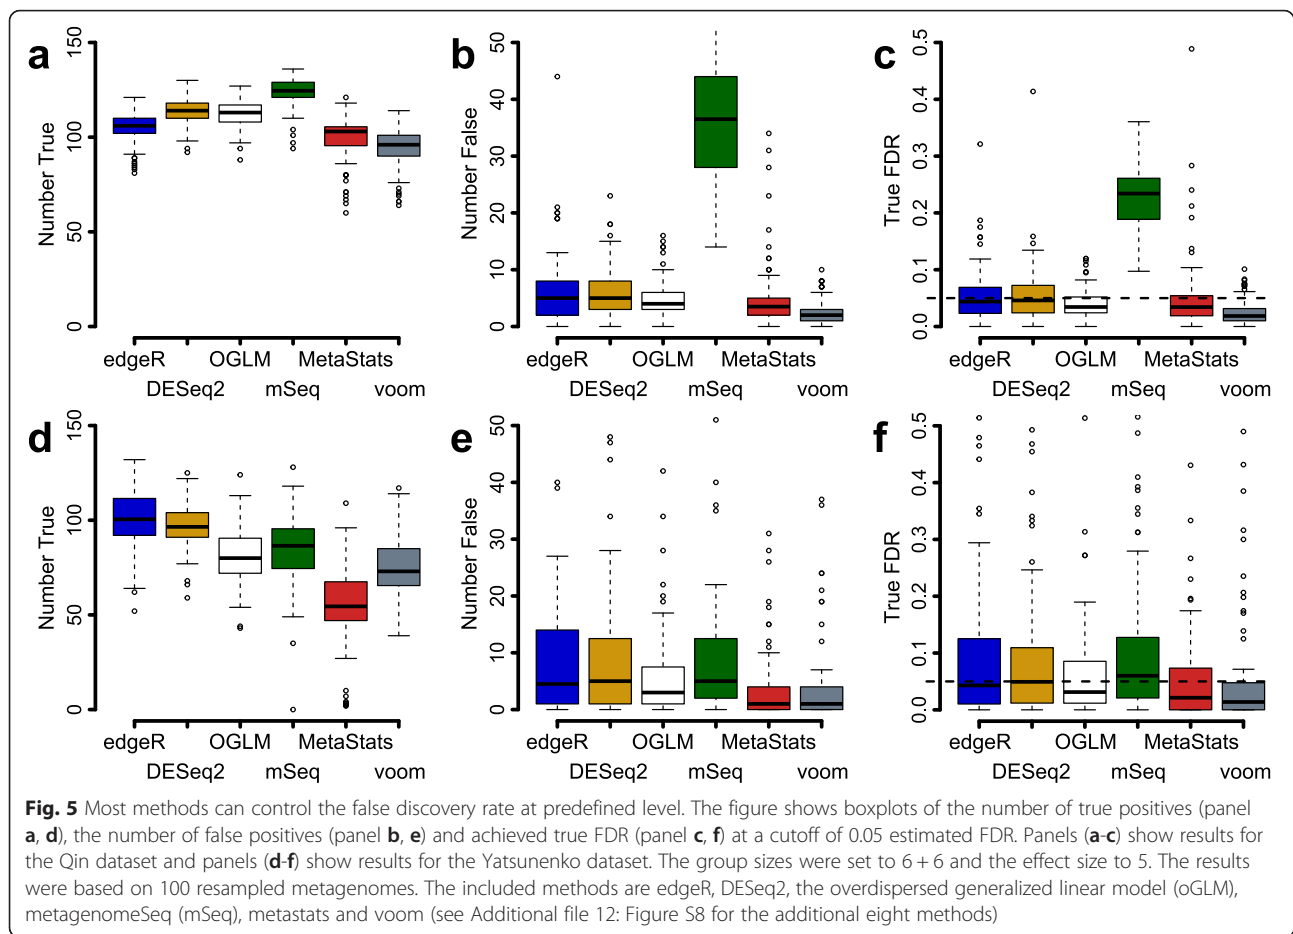 a
b
c
150
100
50
0
Number True
50
40
30
20
10
0
Number False
0.5
0.4
0.3
0.2
0.1
0.0
True FDR
edgeR OGLM MetaStats
DESeq2 mSeq voom
edgeR OGLM MetaStats
DESeq2 mSeq voom
edgeR OGLM MetaStats
DESeq2 mSeq voom
d
e
f
150
100
50
0
Number True
50
40
30
20
10
0
Number False
0.5
0.4
0.3
0.2
0.1
0.0
True FDR
edgeR OGLM MetaStats
DESeq2 mSeq voom
edgeR OGLM MetaStats
DESeq2 mSeq voom
edgeR OGLM MetaStats
DESeq2 mSeq voom
Fig. 5 Most methods can control the false discovery rate at predefined level. The figure shows boxplots of the number of true positives (panel
a, d), the number of false positives (panel b, e) and achieved true FDR (panel c, f) at a cutoff of 0.05 estimated FDR. Panels (a-c) show results for
the Qin dataset and panels (d-f) show results for the Yatsunenko dataset. The group sizes were set to 6 + 6 and the effect size to 5. The results
were based on 100 resampled metagenomes. The included methods are edgeR, DESeq2, the overdispersed generalized linear model (oGLM),
metagenomeSeq (mSeq), metastats and voom (see Additional file 12: Figure S8 for the additional eight methods)